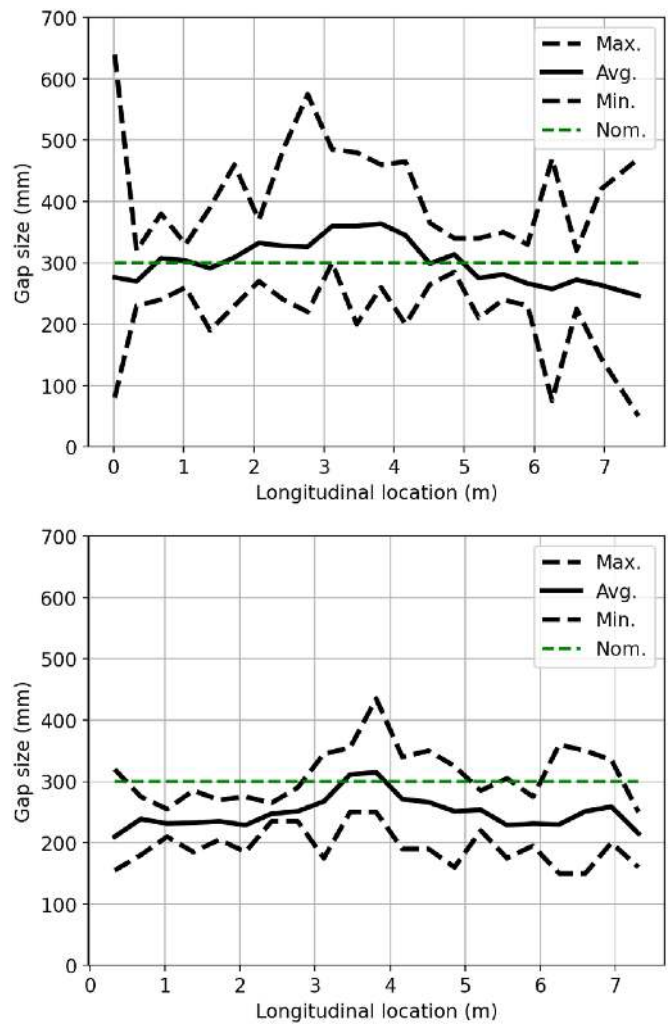 700
600
500
400
300
200
100
0
Gap size (mm)
Max.
Avg.
Min.
Nom.
0 1 2 3 4 5 6 7
Longitudinal location (m)
700
600
500
400
300
200
100
0
Gap size (mm)
Max.
Avg.
Min.
Nom.
0 1 2 3 4 5 6 7
Longitudinal location (m)